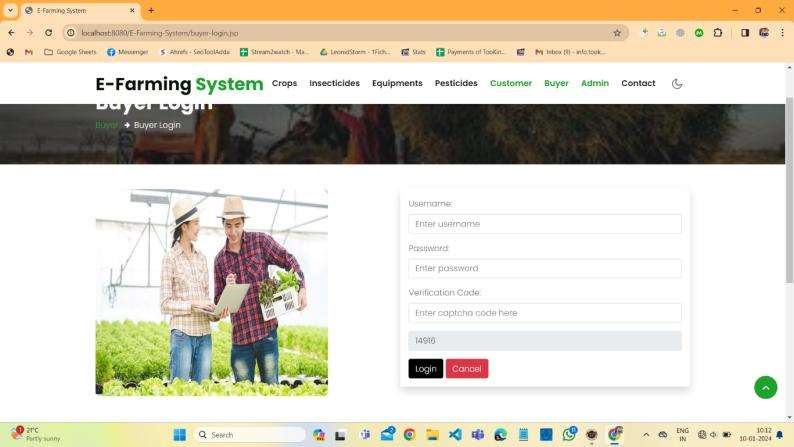 E-Farming System
localhost:8080/E-Farming-System/buyer-login.jsp
Google Sheets Messenger Ahrefs - SeoToolAdda Stream2watch - Ma... LeonidStorm - 1Fich... Stats Payments of TooKin... Inbox (9) - info.took...
E-Farming System Crops Insecticides Equipments Pesticides Customer Buyer Admin Contact
Buyer Login
Buyer Buyer Login
Username:
Enter username
Password:
Enter password
Verification Code:
Enter captcha code here
14916
Login Cancel
21°C
Partly sunny
Search
ENG
IN
10:12
10-01-2024